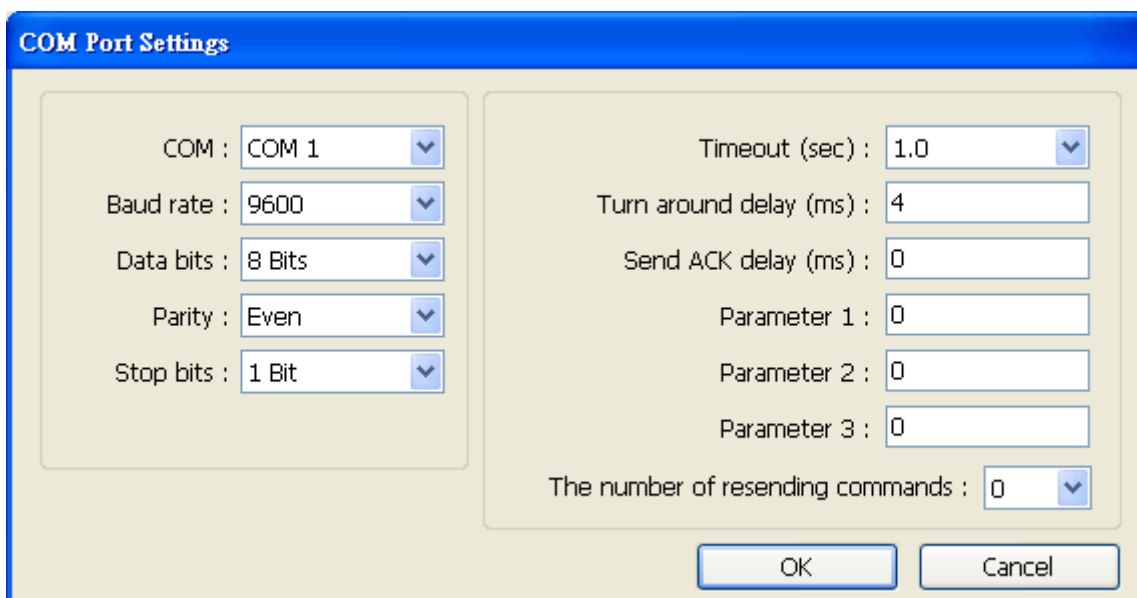 COM Port Settings
COM : COM 1
Baud rate : 9600
Data bits : 8 Bits
Parity : Even
Stop bits : 1 Bit
Timeout (sec) : 1.0
Turn around delay (ms) : 4
Send ACK delay (ms) : 0
Parameter 1 : 0
Parameter 2 : 0
Parameter 3 : 0
The number of resending commands : 0
OK Cancel